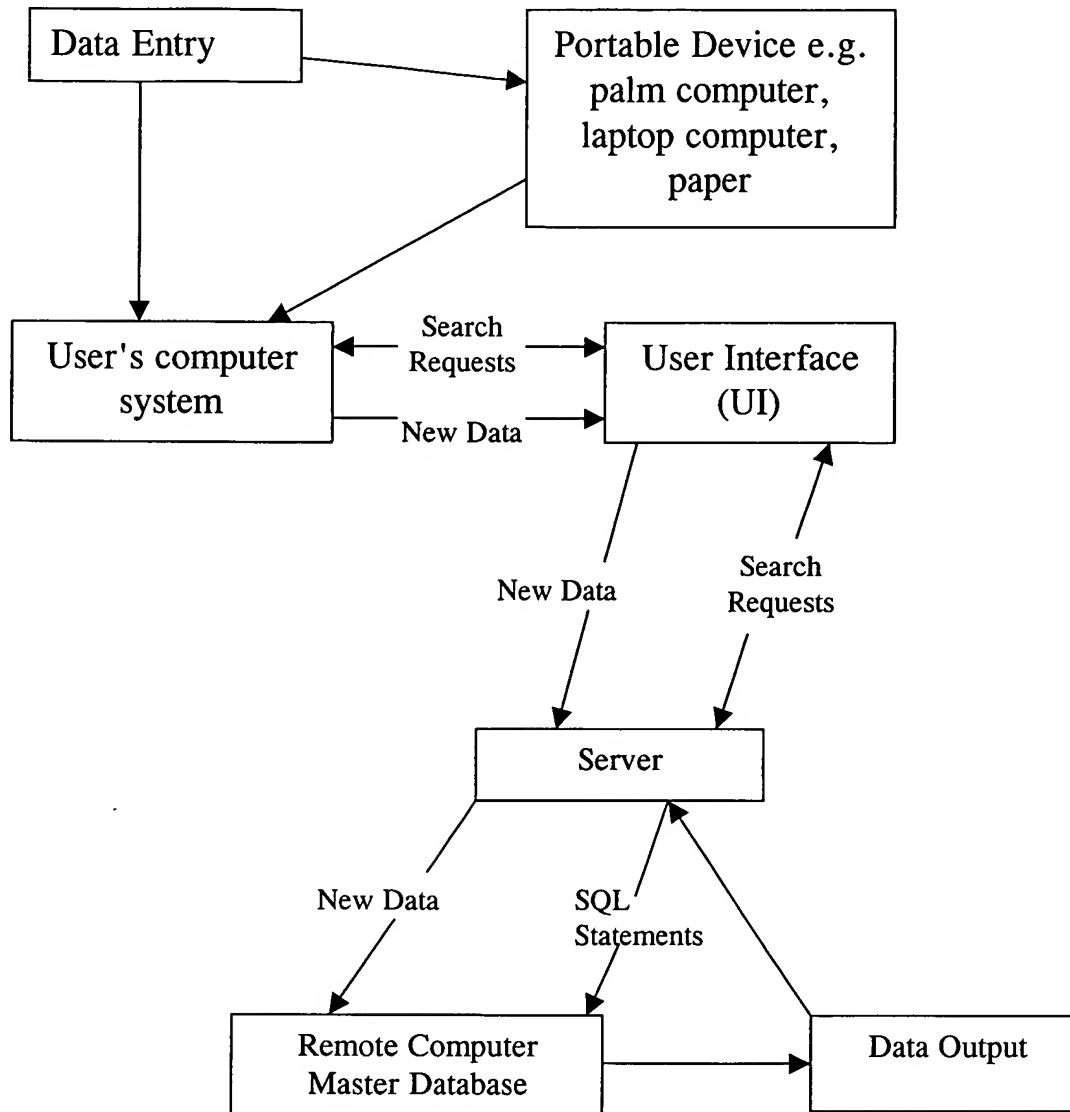 Data Entry
Portable Device e.g.
palm computer,
laptop computer,
paper
User's computer
system
Search
Requests
New Data
User Interface
(UI)
New Data
Search
Requests
Server
New Data
SQL
Statements
Remote Computer
Master Database
Data Output